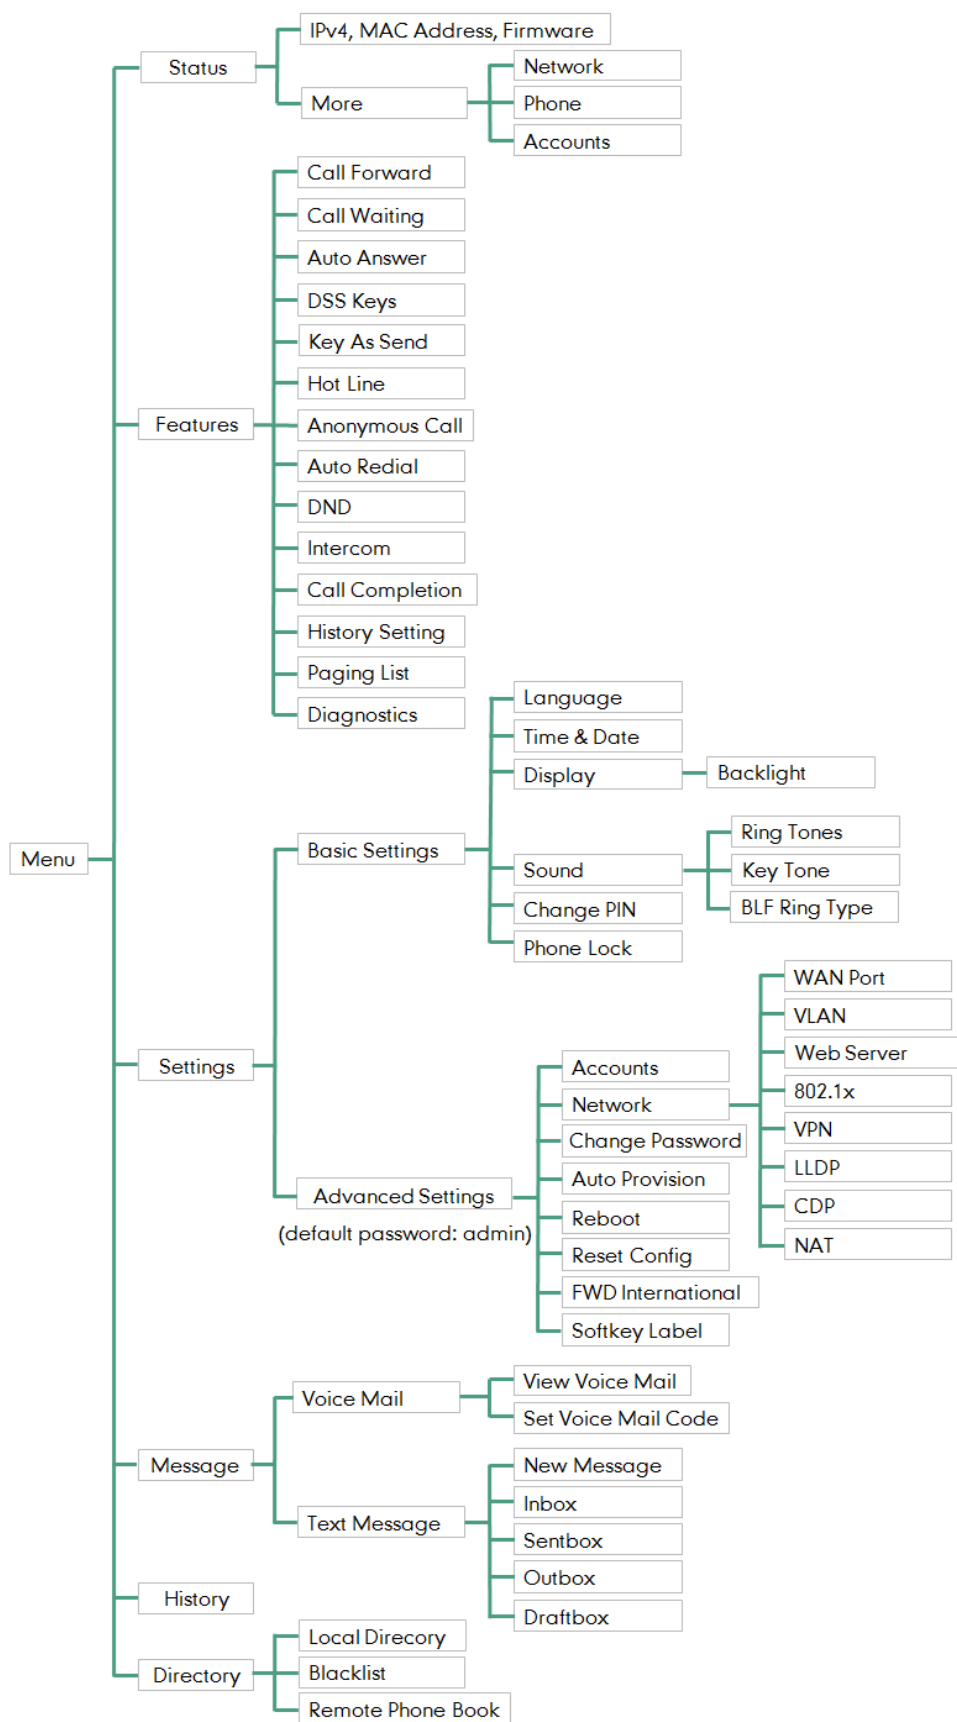 IPv4, MAC Address, Firmware
Status
Network
More
Phone
Accounts
Call Forward
Call Waiting
Auto Answer
DSS Keys
Key As Send
Hot Line
Features
Anonymous Call
Auto Redial
DND
Intercom
Call Completion
History Setting
Paging List
Diagnostics
Language
Time & Date
Display
Backlight
Menu
Basic Settings
Ring Tones
Sound
Key Tone
Change PIN
BLF Ring Type
Phone Lock
WAN Port
VLAN
Web Server
Settings
Accounts
802.1x
Network
VPN
Change Password
LLDP
Auto Provision
Advanced Settings
CDP
(default password: admin)
Reboot
NAT
Reset Config
FWD International
Softkey Label
View Voice Mail
Voice Mail
Set Voice Mail Code
Message
New Message
Inbox
Text Message
Sentbox
Outbox
Draftbox
History
Local Direcory
Directory
Blacklist
Remote Phone Book